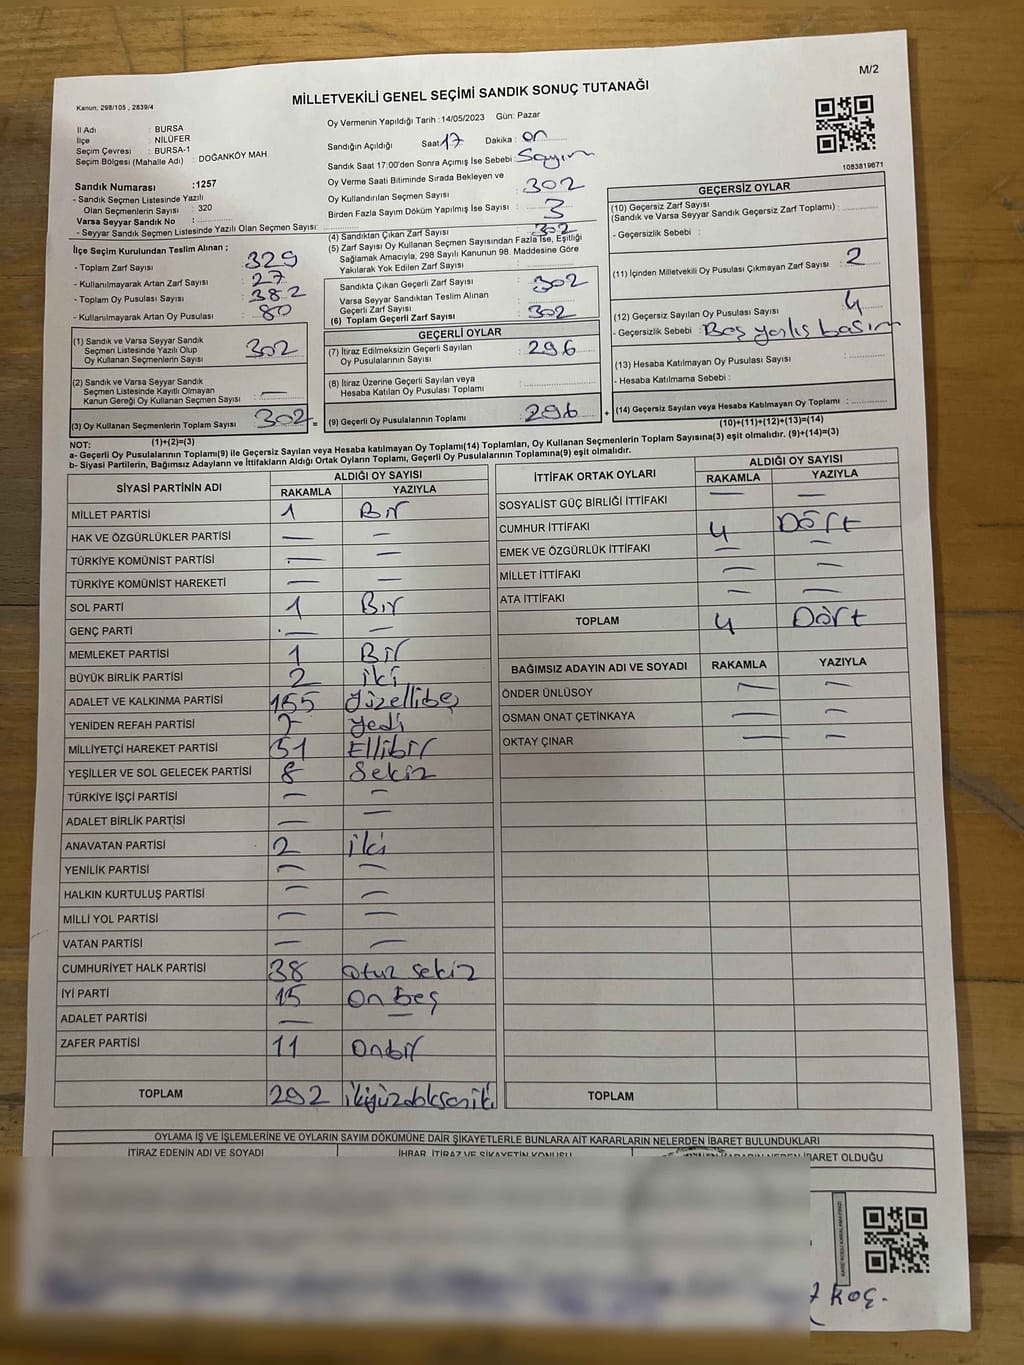 M/2
Kanun, 298/105 , 2839/4
MİLLETVEKİLİ GENEL SEÇİMİ SANDIK SONUÇ TUTANAĞI
İl Adı : BURSA
İlçe : NİLÜFER
Seçim Çevresi : BURSA-1
Seçim Bölgesi (Mahalle Adı) : DOĞANKÖY MAH.
Sandık Numarası :1257
- Sandık Seçmen Listesinde Yazılı
Olan Seçmenlerin Sayısı : 320
Varsa Seyyar Sandık No :
- Seyyar Sandık Seçmen Listesinde Yazılı Olan Seçmen Sayısı:
Oy Vermenin Yapıldığı Tarih : 14/05/2023 Gün: Pazar
Sandığın Açıldığı Saat 17 Dakika : on
Sandık Saat 17:00'den Sonra Açımış İse Sebebi : Sayım
Oy Verme Saati Bitiminde Sırada Bekleyen ve
Oy Kullandırılan Seçmen Sayısı : 302
Birden Fazla Sayım Döküm Yapılmış İse Sayısı : 3
(4) Sandıktan Çıkan Zarf Sayısı : 302
(5) Zarf Sayısı Oy Kullanan Seçmen Sayısından Fazla İse, Eşitliği
Sağlamak Amacıyla, 298 Sayılı Kanunun 98. Maddesine Göre
Yakılarak Yok Edilen Zarf Sayısı :
1083819671
İlçe Seçim Kurulundan Teslim Alınan ;
- Toplam Zarf Sayısı : 329
- Kullanılmayarak Artan Zarf Sayısı : 27
- Toplam Oy Pusulası Sayısı : 382
- Kullanılmayarak Artan Oy Pusulası : 80
(1) Sandık ve Varsa Seyyar Sandık
Seçmen Listesinde Yazılı Olup
Oy Kullanan Seçmenlerin Sayısı : 302
(2) Sandık ve Varsa Seyyar Sandık
Seçmen Listesinde Kayıtlı Olmayan
Kanun Gereği Oy Kullanan Seçmen Sayısı : —
(3) Oy Kullanan Seçmenlerin Toplam Sayısı : 302
(1)+(2)=(3)
Sandıkta Çıkan Geçerli Zarf Sayısı : 302
Varsa Seyyar Sandıktan Teslim Alınan
Geçerli Zarf Sayısı :
(6) Toplam Geçerli Zarf Sayısı : 302
GEÇERLİ OYLAR
(7) İtiraz Edilmeksizin Geçerli Sayılan
Oy Pusulalarının Sayısı : 296
(8) İtiraz Üzerine Geçerli Sayılan veya
Hesaba Katılan Oy Pusulası Toplamı :
= (9) Geçerli Oy Pusulalarının Toplamı : 296 +
GEÇERSİZ OYLAR
(10) Geçersiz Zarf Sayısı
(Sandık ve Varsa Seyyar Sandık Geçersiz Zarf Toplamı) :
- Geçersizlik Sebebi :
(11) İçinden Milletvekili Oy Pusulası Çıkmayan Zarf Sayısı : 2
(12) Geçersiz Sayılan Oy Pusulası Sayısı : 4
- Geçersizlik Sebebi : Boş yanlış basım
(13) Hesaba Katılmayan Oy Pusulası Sayısı :
- Hesaba Katılmama Sebebi :
(14) Geçersiz Sayılan veya Hesaba Katılmayan Oy Toplamı :
(10)+(11)+(12)+(13)=(14)
NOT:
a- Geçerli Oy Pusulalarının Toplamı(9) ile Geçersiz Sayılan veya hesaba katılmayan Oy Toplamı(14) Toplamları, Oy Kullanan Seçmenlerin Toplam Sayısına(3) eşit olmalıdır. (9)+(14)=(3)
b- Siyasi Partilerin, Bağımsız Adayların ve İttifakların Aldığı Ortak Oyların Toplamı, Geçerli Oy Pusulalarının Toplamına(9) eşit olmalıdır.
SİYASİ PARTİNİN ADI ALDIĞI OY SAYISI
RAKAMLA YAZIYLA
MİLLET PARTİSİ 1 Bir
HAK VE ÖZGÜRLÜKLER PARTİSİ — —
TÜRKİYE KOMÜNİST PARTİSİ — —
TÜRKİYE KOMÜNİST HAREKETİ — —
SOL PARTİ 1 Bir
GENÇ PARTİ — —
MEMLEKET PARTİSİ 1 Bir
BÜYÜK BİRLİK PARTİSİ 2 iki
ADALET VE KALKINMA PARTİSİ 155 yüzellibeş
YENİDEN REFAH PARTİSİ 7 yedi
MİLLİYETÇİ HAREKET PARTİSİ 51 Ellibir
YEŞİLLER VE SOL GELECEK PARTİSİ 8 Sekiz
TÜRKİYE İŞÇİ PARTİSİ — —
ADALET BİRLİK PARTİSİ — —
ANAVATAN PARTİSİ 2 iki
YENİLİK PARTİSİ — —
HALKIN KURTULUŞ PARTİSİ — —
MİLLİ YOL PARTİSİ — —
VATAN PARTİSİ — —
CUMHURİYET HALK PARTİSİ 38 otuz sekiz
İYİ PARTİ 15 on beş
ADALET PARTİSİ — —
ZAFER PARTİSİ 11 onbir
TOPLAM 292
İTTİFAK ORTAK OYLARI ALDIĞI OY SAYISI
RAKAMLA YAZIYLA
SOSYALİST GÜÇ BİRLİĞİ İTTİFAKI — —
CUMHUR İTTİFAKI 4 Dört
EMEK VE ÖZGÜRLÜK İTTİFAKI — —
MİLLET İTTİFAKI — —
ATA İTTİFAKI — —
TOPLAM 4 Dört
BAĞIMSIZ ADAYIN ADI VE SOYADI RAKAMLA YAZIYLA
ÖNDER ÜNLÜSOY — —
OSMAN ONAT ÇETİNKAYA — —
OKTAY ÇINAR — —
TOPLAM
OYLAMA İŞ VE İŞLEMLERİNE VE OYLARIN SAYIM DÖKÜMÜNE DAİR ŞİKAYETLERLE BUNLARA AİT KARARLARIN NELERDEN İBARET BULUNDUKLARI
İTİRAZ EDENİN ADI VE SOYADI İHBAR, İTİRAZ VE ŞİKAYETİN KONUSU KARARIN NEDEN İBARET OLDUĞU